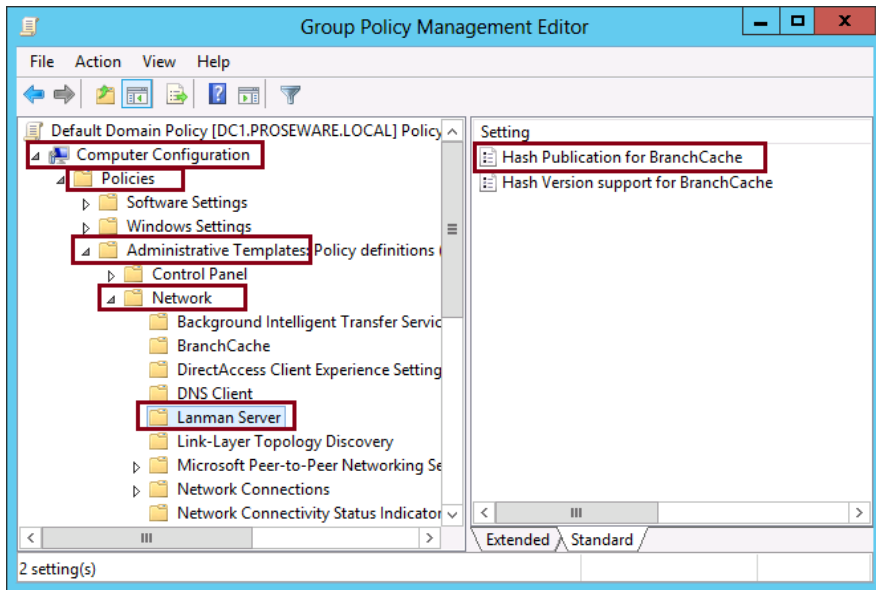 Group Policy Management Editor
File Action View Help
Default Domain Policy [DC1.PROSEWARE.LOCAL] Policy
Computer Configuration
Policies
Software Settings
Windows Settings
Administrative Templates: Policy definitions (
Control Panel
Network
Background Intelligent Transfer Servic
BranchCache
DirectAccess Client Experience Setting
DNS Client
Lanman Server
Link-Layer Topology Discovery
Microsoft Peer-to-Peer Networking Se
Network Connections
Network Connectivity Status Indicator
Setting
Hash Publication for BranchCache
Hash Version support for BranchCache
Extended Standard
2 setting(s)